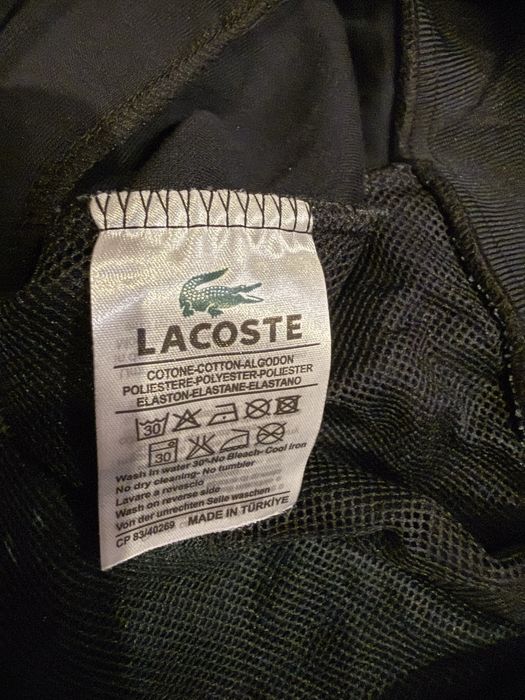 LACOSTE
COTONE-COTTON-ALGODON
POLIESTERE-POLYESTER-POLIESTER
ELASTON-ELASTANE-ELASTANO
30
30
Wash in water 30°-No Bleach- Cool iron
No dry cleaning- No tumbler
Lavare a rovescio
Wash on reverse side
Von der unrechten Seile waschen
CP 83/40269 MADE IN TÜRKİYE